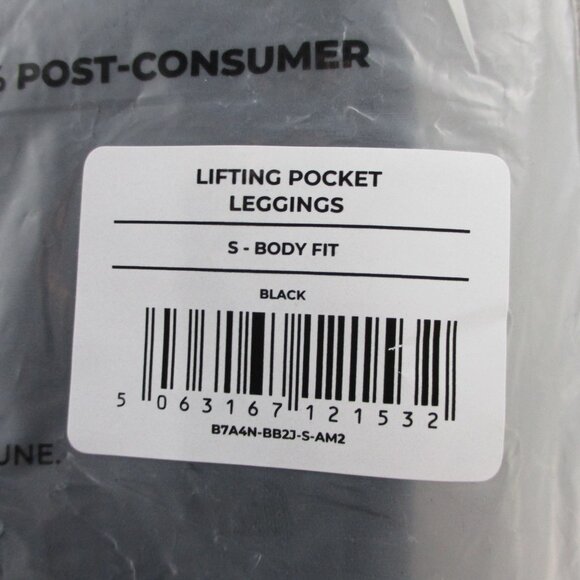 % POST-CONSUMER
LIFTING POCKET
LEGGINGS
S - BODY FIT
BLACK
5 063167 121532
B7A4N-BB2J-S-AM2
UNE.